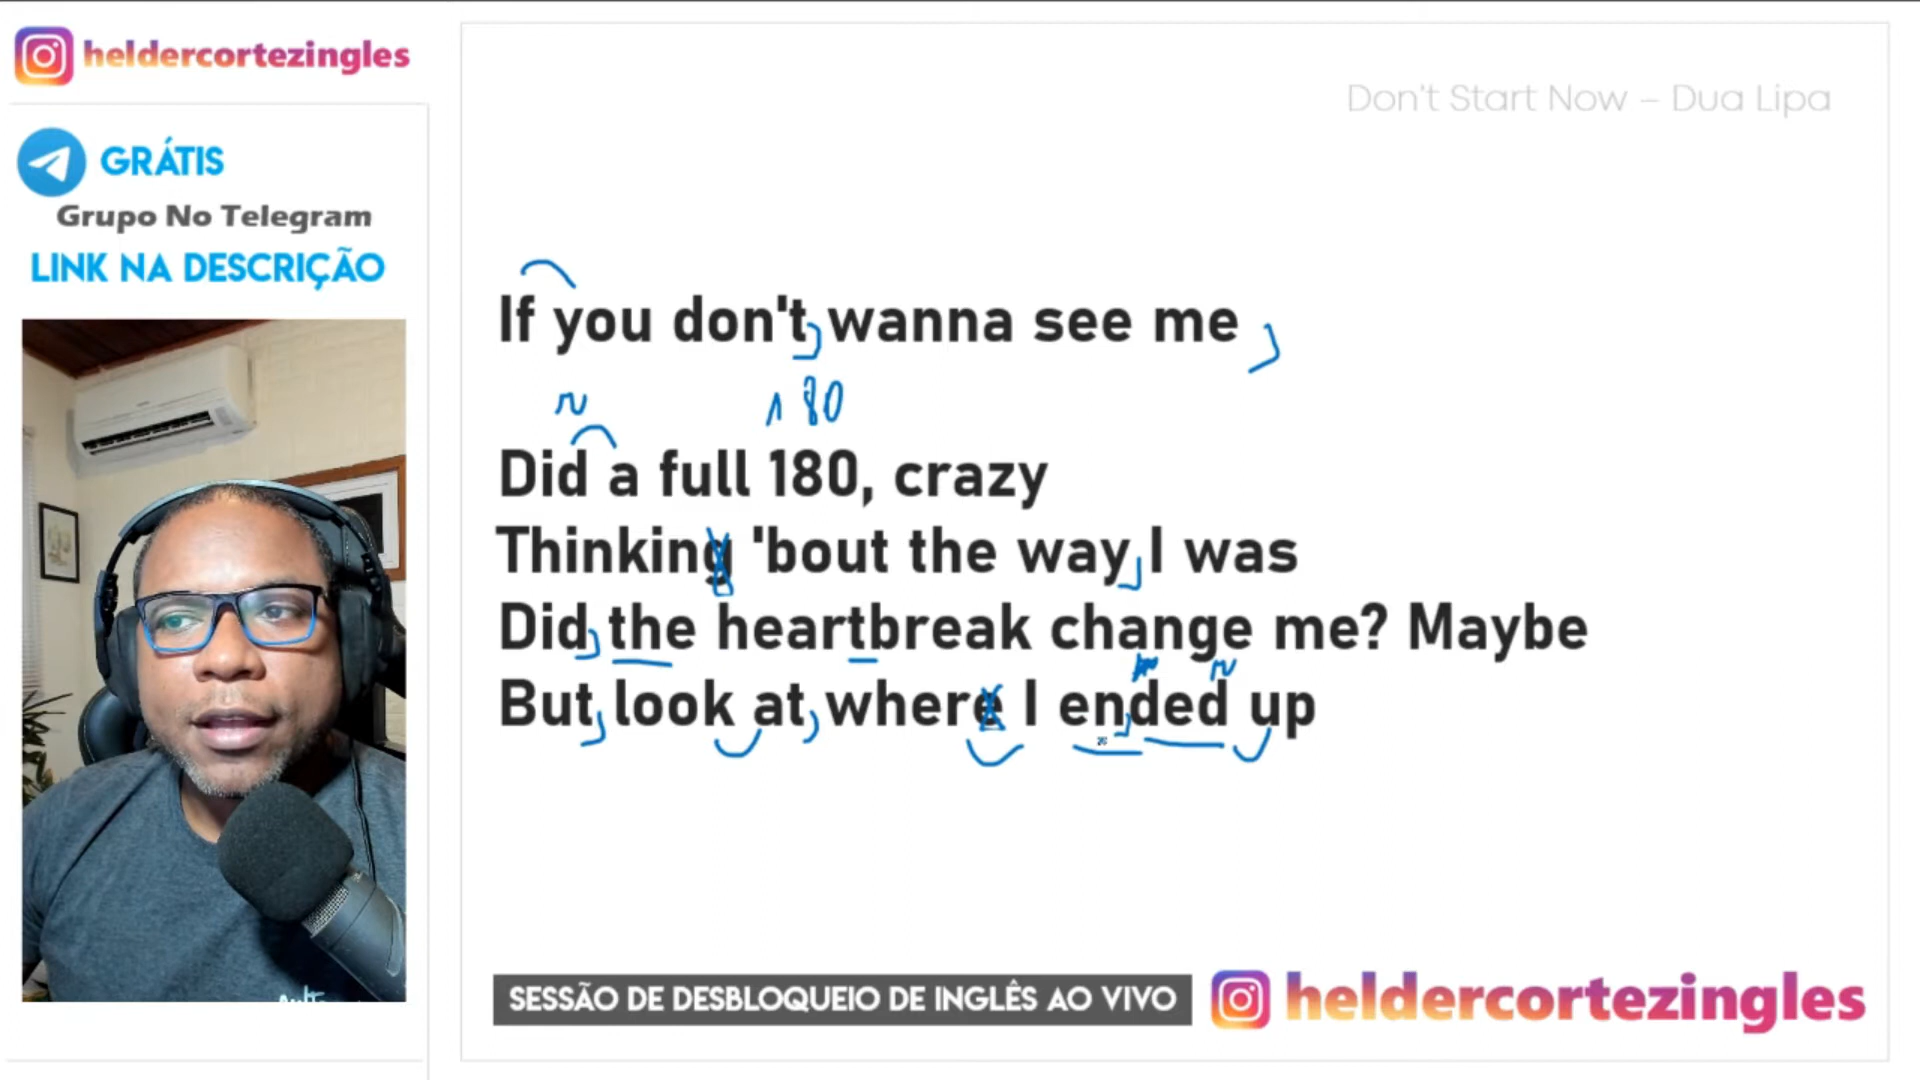 heldercortezingles
GRÁTIS
Grupo No Telegram
LINK NA DESCRIÇÃO
Don't Start Now – Dua Lipa
If you don't wanna see me
180
Did a full 180, crazy
Thinking 'bout the way I was
Did the heartbreak change me? Maybe
But look at where I ended up
SESSÃO DE DESBLOQUEIO DE INGLÊS AO VIVO
heldercortezingles